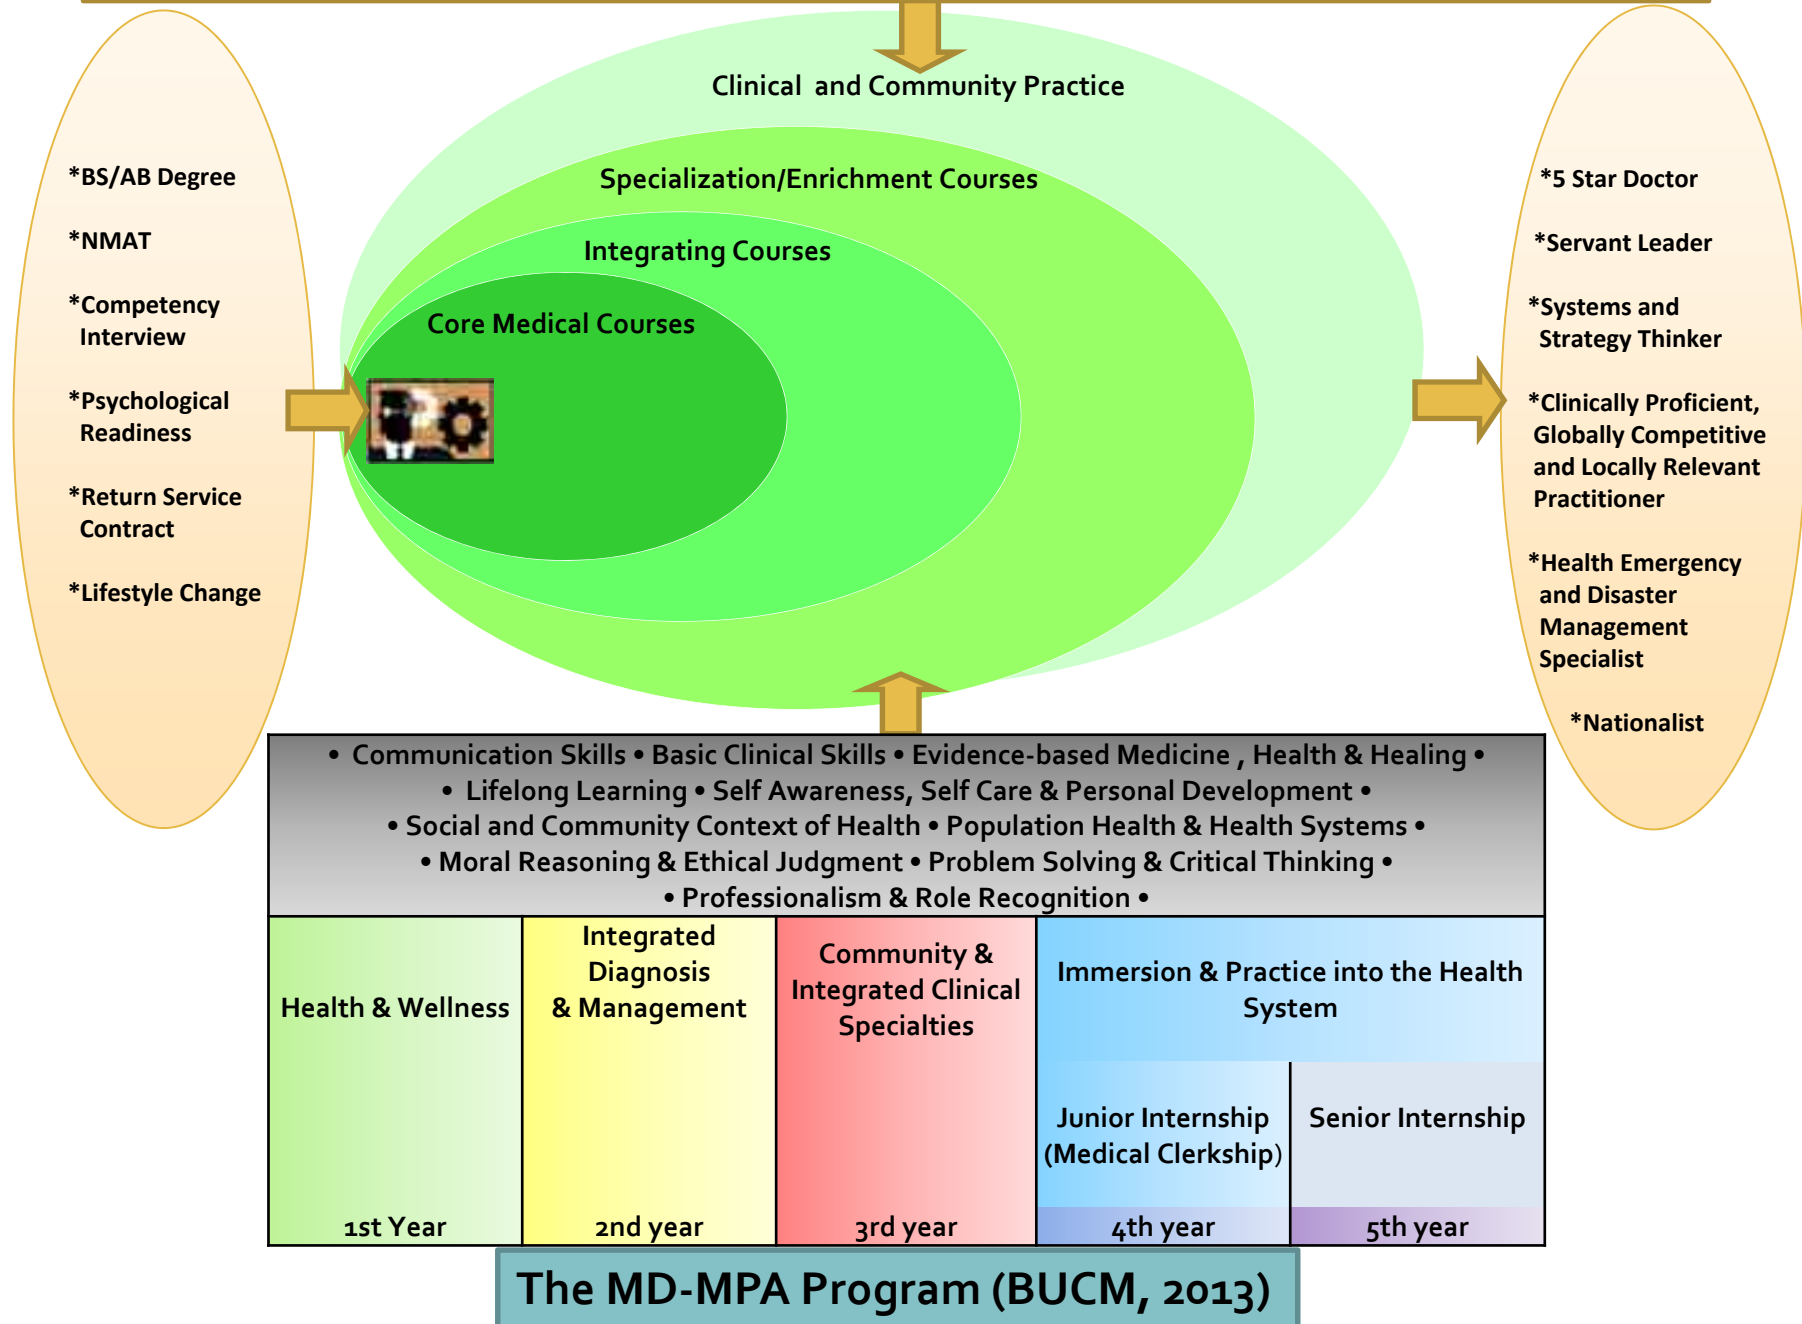 Clinical and Community Practice
Specialization/Enrichment Courses
Integrating Courses
Core Medical Courses
*BS/AB Degree
*NMAT
*Competency
Interview
*Psychological
Readiness
*Return Service
Contract
*Lifestyle Change
*5 Star Doctor
*Servant Leader
*Systems and
Strategy Thinker
*Clinically Proficient,
Globally Competitive
and Locally Relevant
Practitioner
*Health Emergency
and Disaster
Management
Specialist
*Nationalist
• Communication Skills • Basic Clinical Skills • Evidence-based Medicine , Health & Healing •
• Lifelong Learning • Self Awareness, Self Care & Personal Development •
• Social and Community Context of Health • Population Health & Health Systems •
• Moral Reasoning & Ethical Judgment • Problem Solving & Critical Thinking •
• Professionalism & Role Recognition •
Health & Wellness
1st Year
Integrated
Diagnosis
& Management
2nd year
Community &
Integrated Clinical
Specialties
3rd year
Immersion & Practice into the Health
System
Junior Internship
(Medical Clerkship)
4th year
Senior Internship
5th year
The MD-MPA Program (BUCM, 2013)